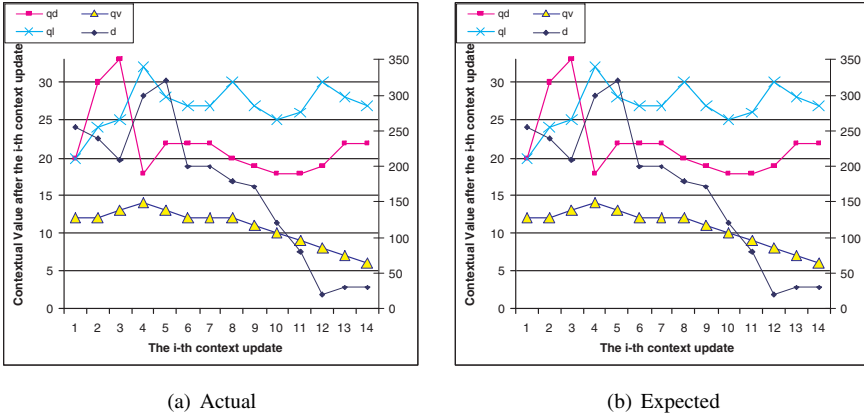 qd qv
ql d
Contextual Value after the i-th context update
30
25
20
15
10
5
0
350
300
250
200
150
100
50
0
1 2 3 4 5 6 7 8 9 10 11 12 13 14
The i-th context update
(a) Actual
qd qv
ql d
Contextual Value after the i-th context update
30
25
20
15
10
5
0
350
300
250
200
150
100
50
0
1 2 3 4 5 6 7 8 9 10 11 12 13 14
The i-th context update
(b) Expected